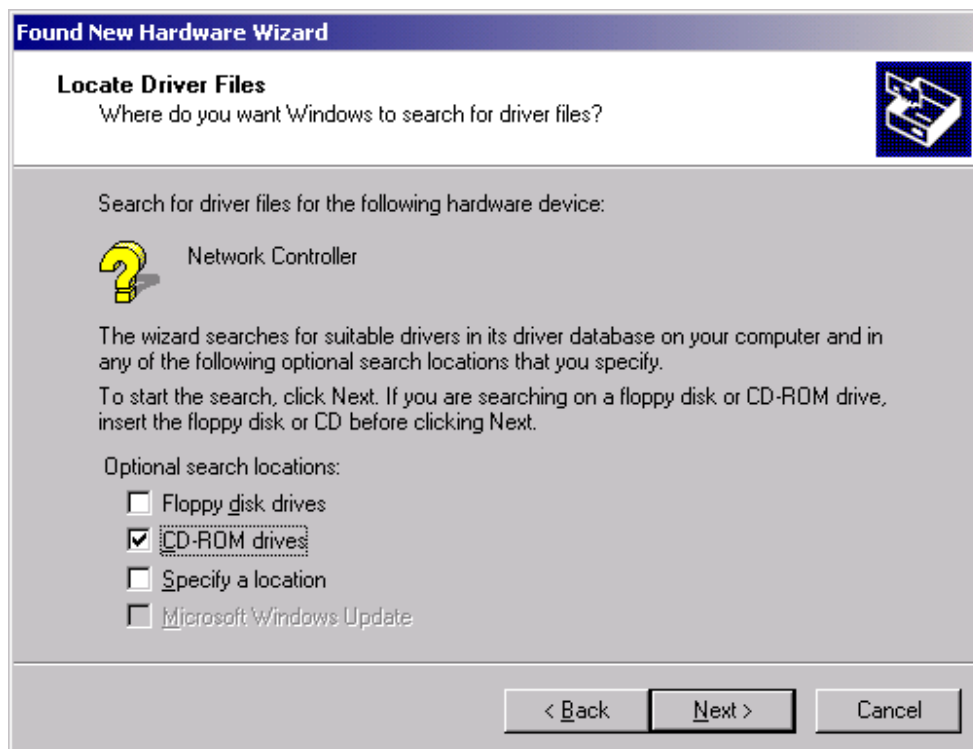 Found New Hardware Wizard
Locate Driver Files
Where do you want Windows to search for driver files?
Search for driver files for the following hardware device:
Network Controller
The wizard searches for suitable drivers in its driver database on your computer and in
any of the following optional search locations that you specify.
To start the search, click Next. If you are searching on a floppy disk or CD-ROM drive,
insert the floppy disk or CD before clicking Next.
Optional search locations:
Floppy disk drives
CD-ROM drives
Specify a location
Microsoft Windows Update
< Back
Next >
Cancel